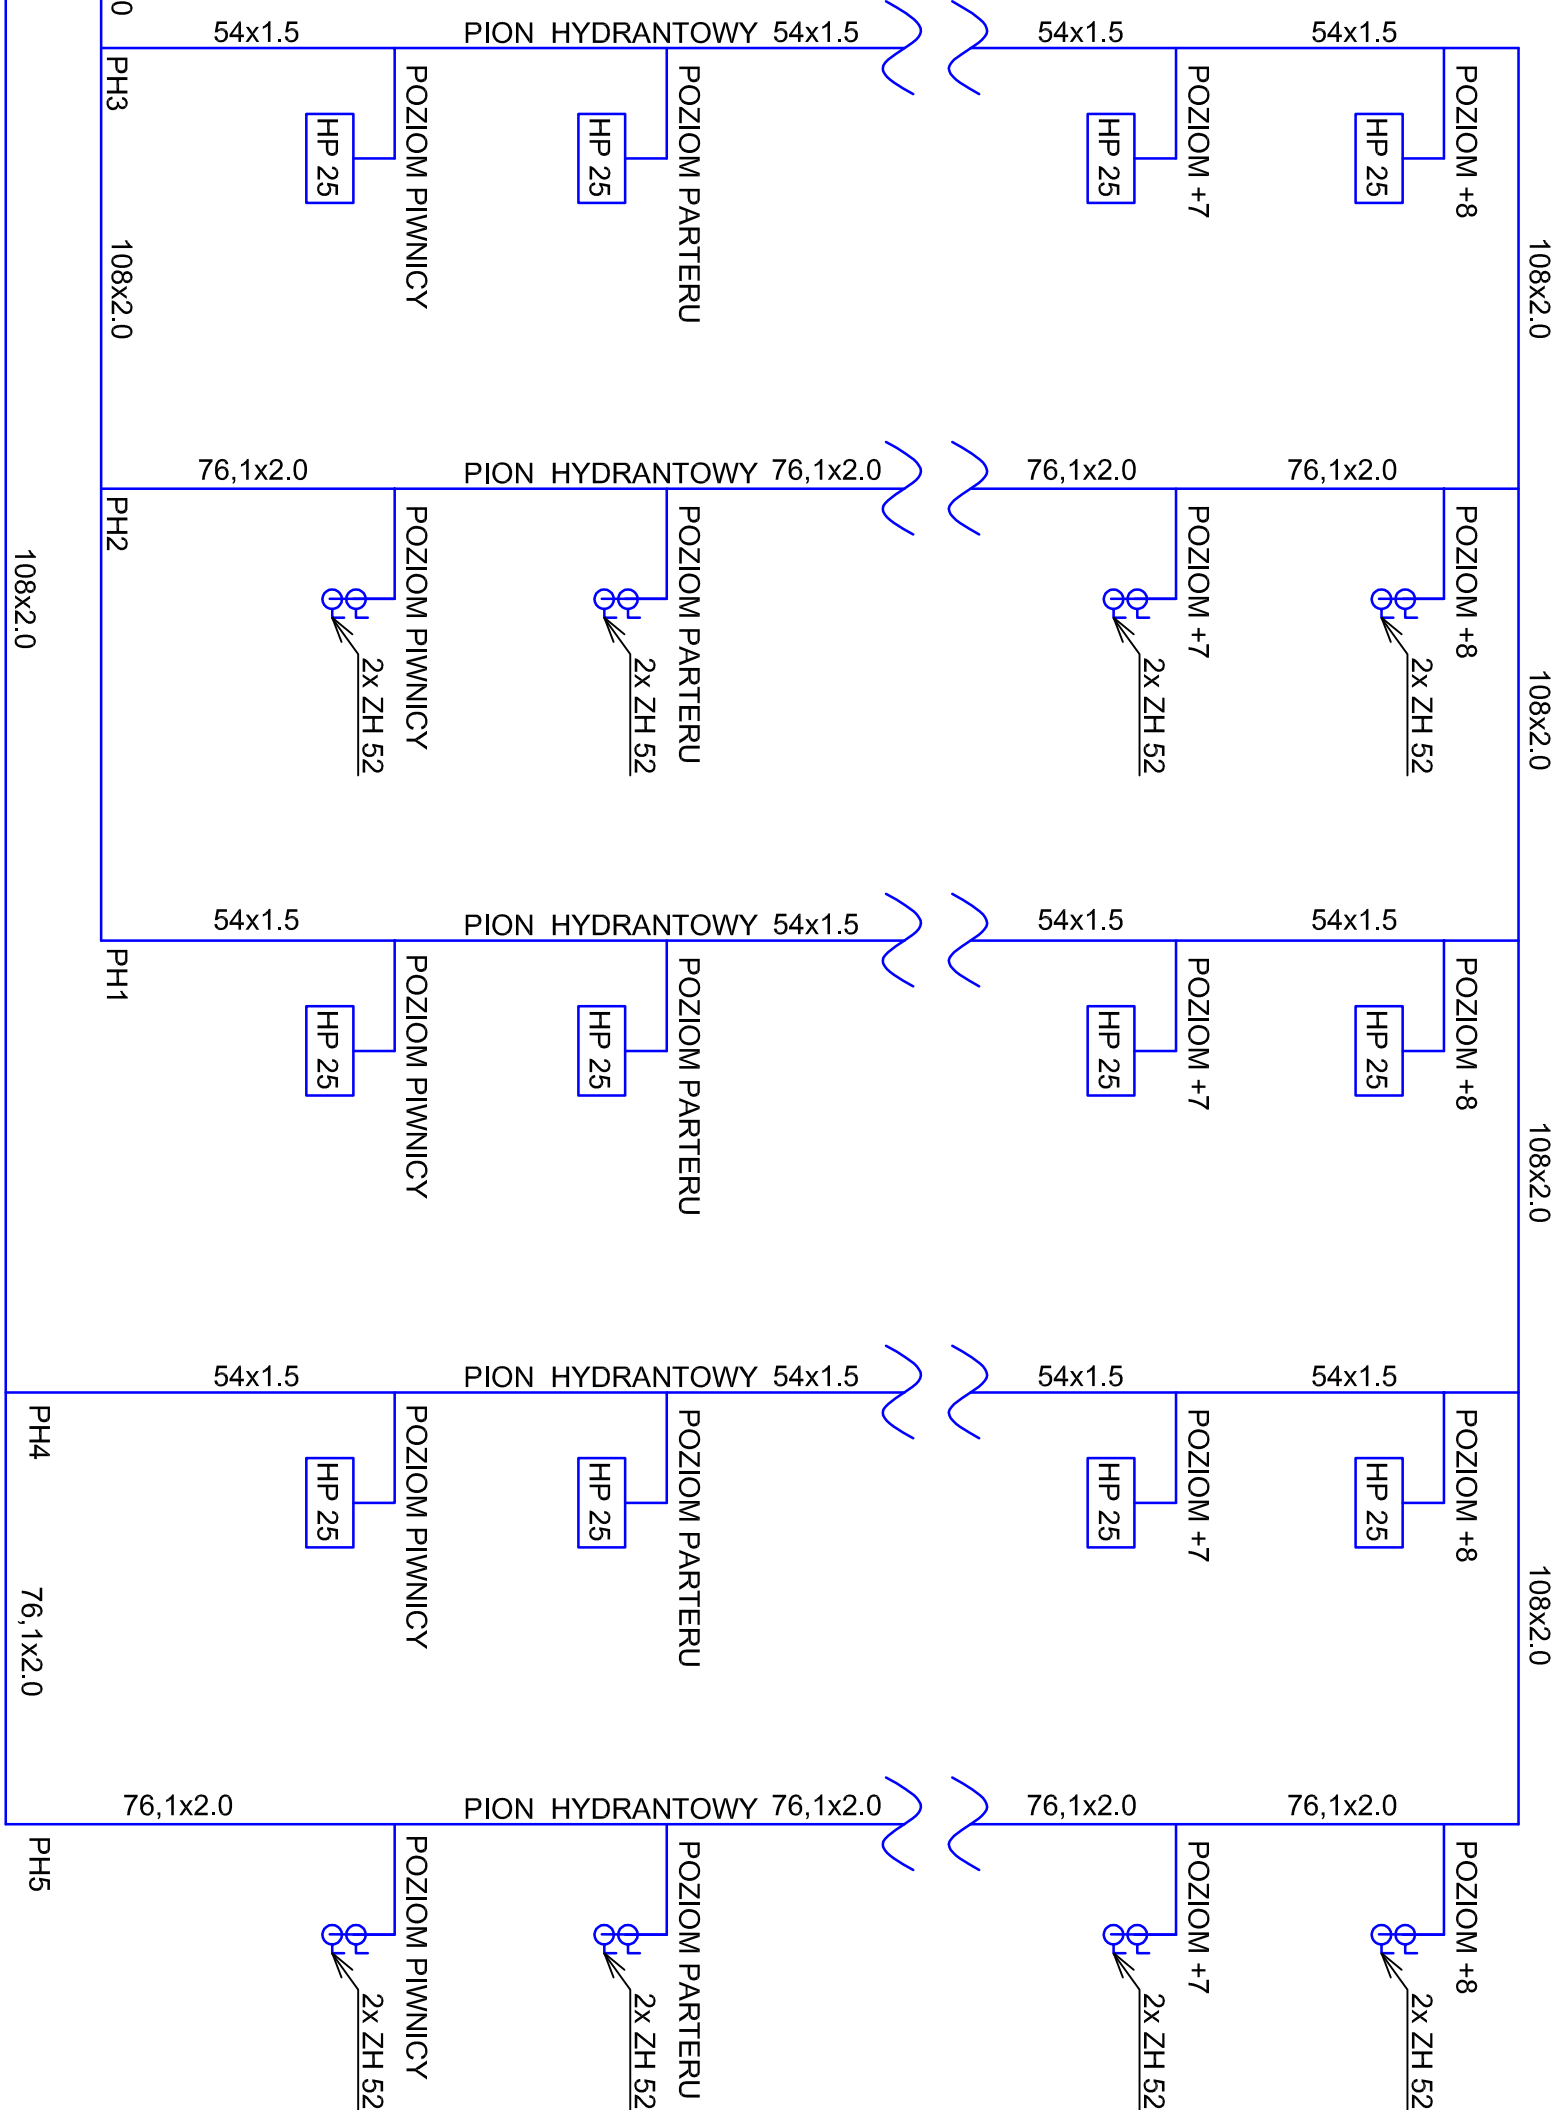 0
54x1.5
PION HYDRANTOWY
54x1.5
54x1.5
54x1.5
PH3
POZIOM PIWNICY
HP 25
POZIOM PARTERU
HP 25
POZIOM +7
HP 25
POZIOM +8
HP 25
108x2.0
108x2.0
76,1x2.0
PION HYDRANTOWY
76,1x2.0
76,1x2.0
76,1x2.0
PH2
POZIOM PIWNICY
2x ZH 52
POZIOM PARTERU
2x ZH 52
POZIOM +7
2x ZH 52
POZIOM +8
2x ZH 52
108x2.0
108x2.0
54x1.5
PION HYDRANTOWY
54x1.5
54x1.5
54x1.5
PH1
POZIOM PIWNICY
HP 25
POZIOM PARTERU
HP 25
POZIOM +7
HP 25
POZIOM +8
HP 25
108x2.0
54x1.5
PION HYDRANTOWY
54x1.5
54x1.5
54x1.5
PH4
POZIOM PIWNICY
HP 25
POZIOM PARTERU
HP 25
POZIOM +7
HP 25
POZIOM +8
HP 25
76,1x2.0
108x2.0
76,1x2.0
PION HYDRANTOWY
76,1x2.0
76,1x2.0
76,1x2.0
PH5
POZIOM PIWNICY
2x ZH 52
POZIOM PARTERU
2x ZH 52
POZIOM +7
2x ZH 52
POZIOM +8
2x ZH 52